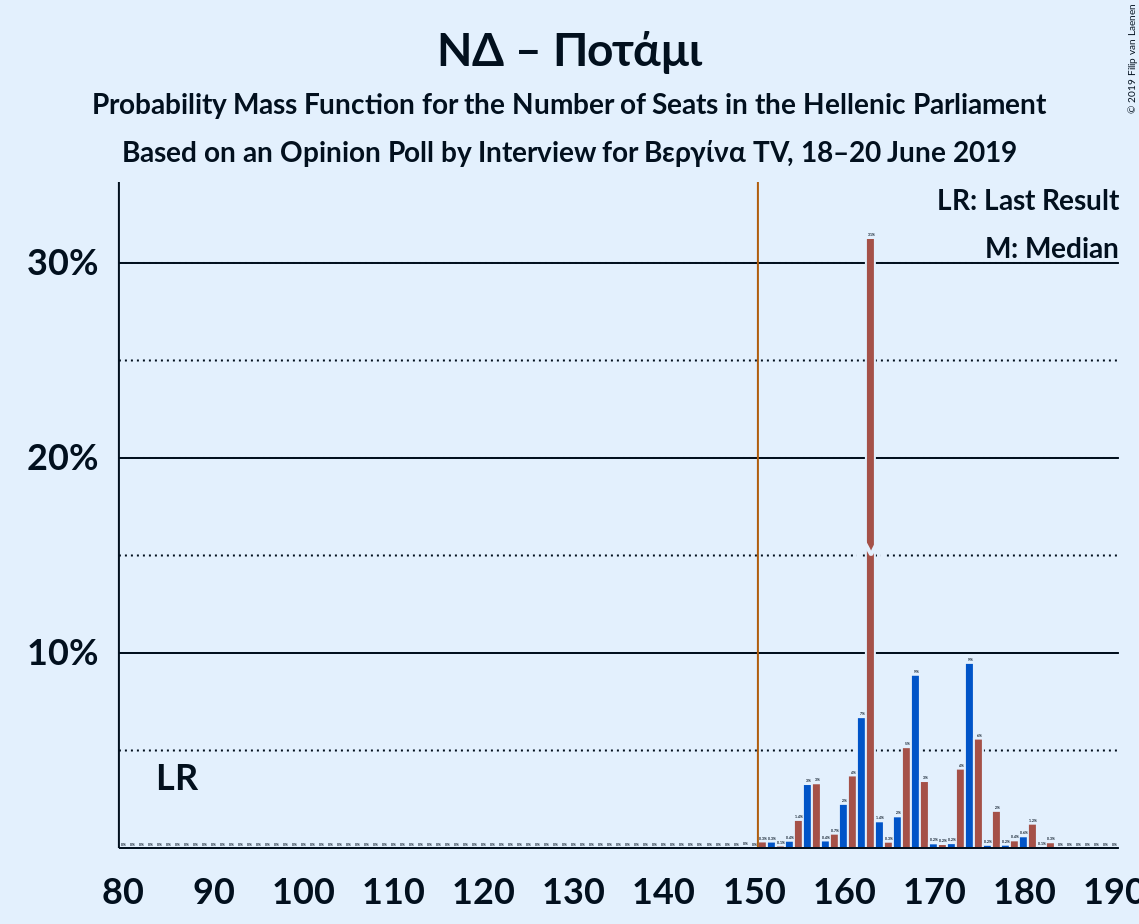 ΝΔ – Ποτάμι
Probability Mass Function for the Number of Seats in the Hellenic Parliament
Based on an Opinion Poll by Interview for Βεργίνα TV, 18–20 June 2019
© 2019 Filip van Laenen
LR: Last Result
M: Median
30%
20%
10%
LR
80 90 100 110 120 130 140 150 160 170 180 190